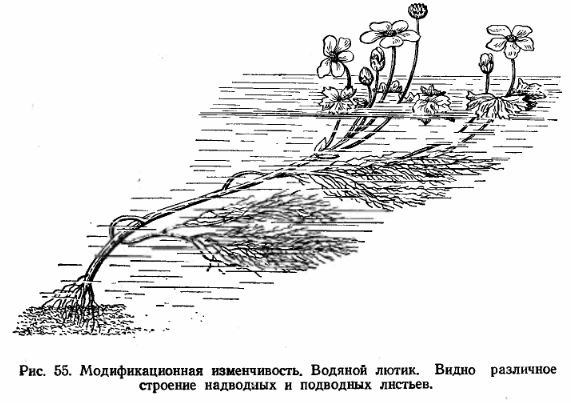 Рис. 55. Модификационная изменчивость. Водяной лютик. Видно различное
строение надводных и подводных листьев.